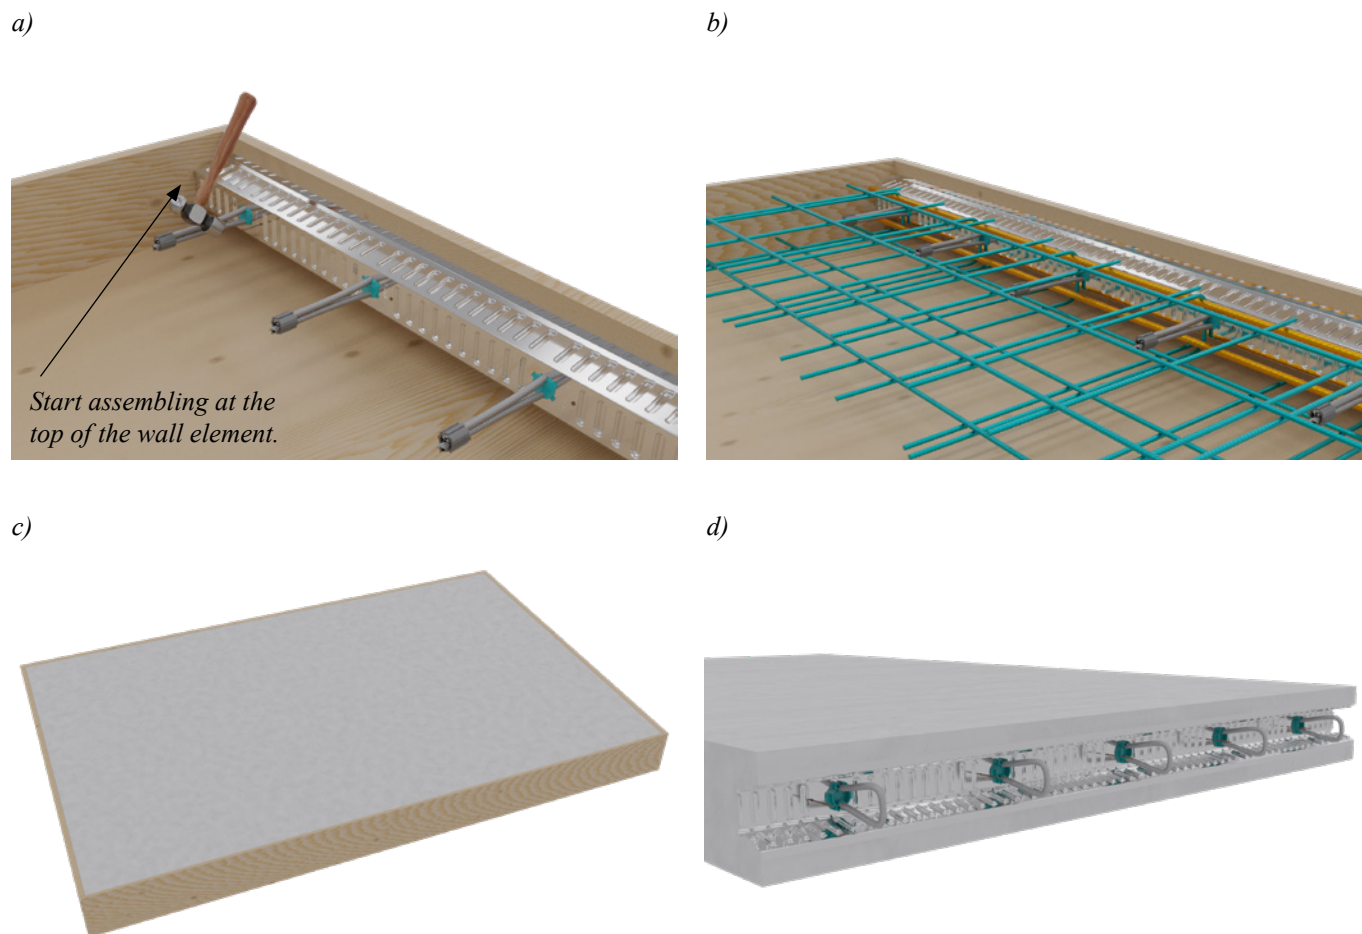 a)
b)
Start assembling at the
top of the wall element.
c)
d)